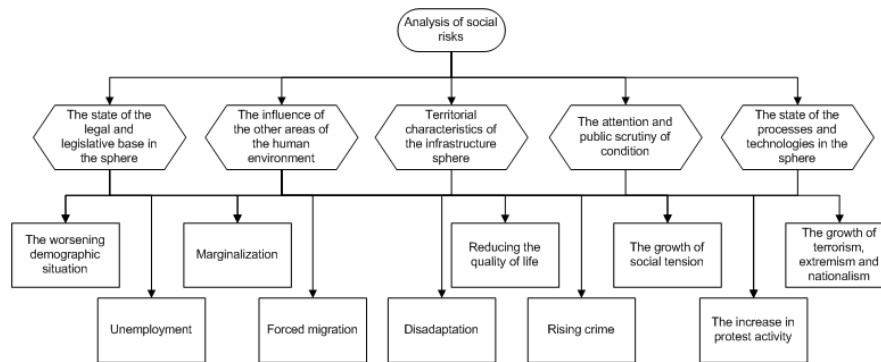 Analysis of social
risks
The state of the
legal and
legislative base in
the sphere
The influence of
the other areas of
the human
environment
Territorial
characteristics of
the infrastructure
sphere
The attention and
public scrutiny of
condition
The state of the
processes and
technologies in the
sphere
The worsening
demographic
situation
Marginalization
Reducing the
quality of life
The growth of
social tension
The growth of
terrorism,
extremism and
nationalism
Unemployment
Forced migration
Disadaptation
Rising crime
The increase in
protest activity